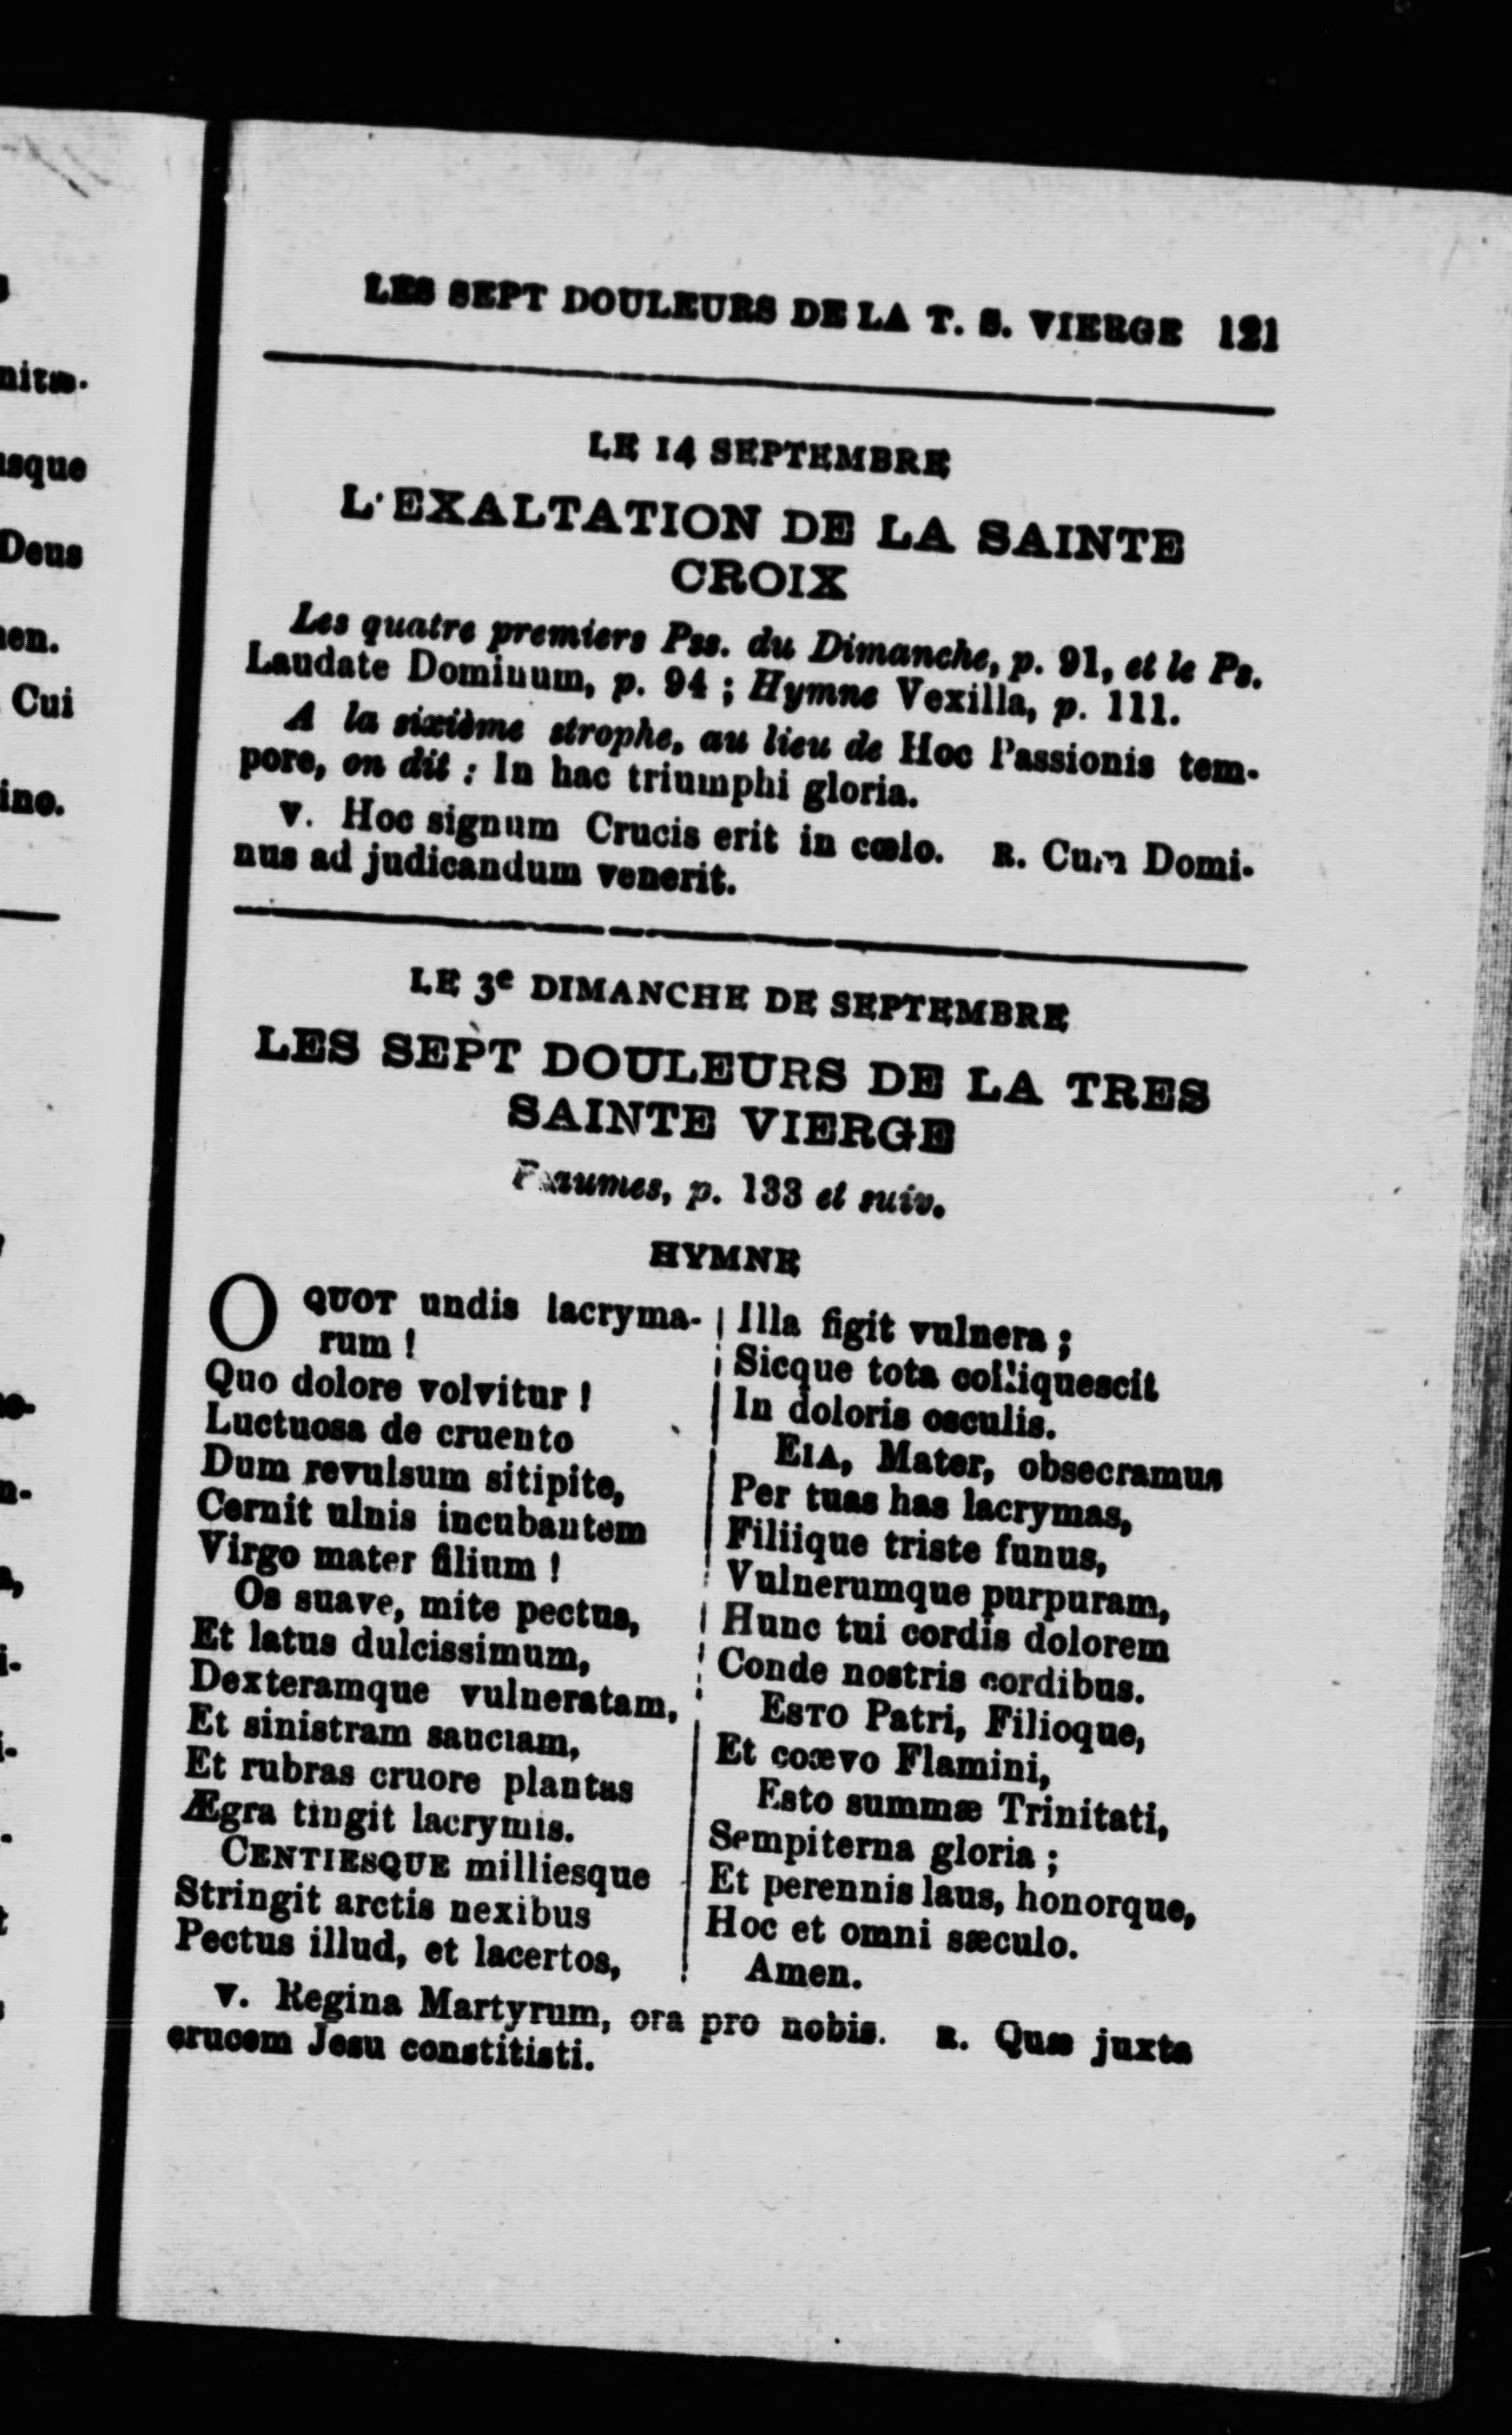 nitæ.
sque
Deus
en.
Cui
ino.
LES SEPT DOULEURS DE LA T. S. VIERGE 121
LE 14 SEPTEMBRE
L'EXALTATION DE LA SAINTE
CROIX
Les quatre premiers Pss. du Dimanche, p. 91, et le Ps.
Laudate Dominum, p. 94 ; Hymne Vexilla, p. 111.
A la sixième strophe, au lieu de Hoc Passionis tem-
pore, on dit : In hac triumphi gloria.
V. Hoc signum Crucis erit in cœlo. R. Cum Domi-
nus ad judicandum venerit.
LE 3e DIMANCHE DE SEPTEMBRE
LES SEPT DOULEURS DE LA TRES
SAINTE VIERGE
Psaumes, p. 133 et suiv.
HYMNE
O QUOT undis lacryma-
rum !
Quo dolore volvitur !
Luctuosa de cruento
Dum revulsum sitipite,
Cernit ulnis incubantem
Virgo mater filium !
Os suave, mite pectus,
Et latus dulcissimum,
Dexteramque vulneratam,
Et sinistram sauciam,
Et rubras cruore plantas
Ægra tingit lacrymis.
CENTIESQUE milliesque
Stringit arctis nexibus
Pectus illud, et lacertos,
Illa figit vulnera ;
Sicque tota colliquescit
In doloris osculis.
EIA, Mater, obsecramus
Per tuas has lacrymas,
Filiique triste funus,
Vulnerumque purpuram,
Hunc tui cordis dolorem
Conde nostris cordibus.
ESTO Patri, Filioque,
Et coævo Flamini,
Esto summæ Trinitati,
Sempiterna gloria ;
Et perennis laus, honorque,
Hoc et omni sæculo.
Amen.
V. Regina Martyrum, ora pro nobis. R. Quæ juxta
crucem Jesu constitisti.